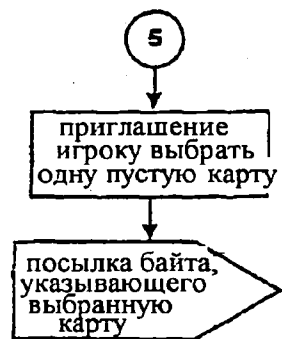 5
приглашение
игроку выбрать
одну пустую карту
посылка байта,
указывающего
выбранную
карту